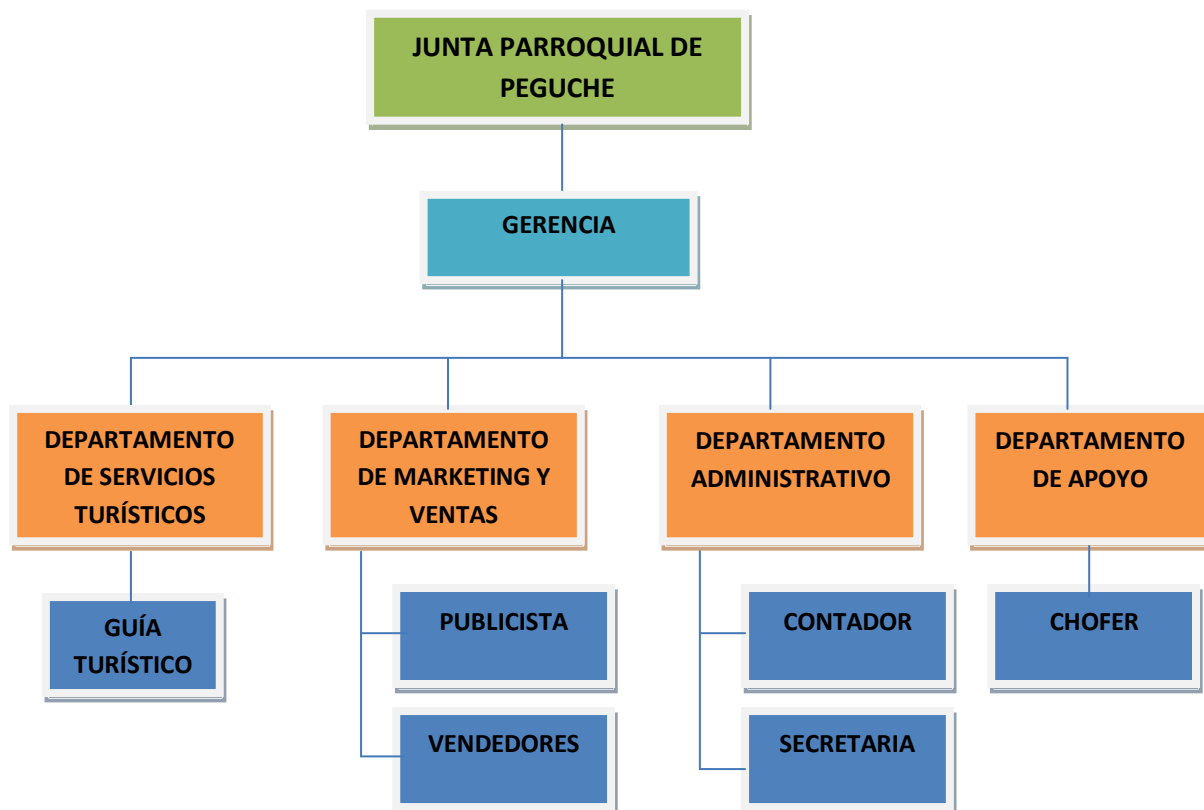 JUNTA PARROQUIAL DE
PEGUCHE
GERENCIA
DEPARTAMENTO
DE SERVICIOS
TURÍSTICOS
DEPARTAMENTO
DE MARKETING Y
VENTAS
DEPARTAMENTO
ADMINISTRATIVO
DEPARTAMENTO
DE APOYO
GUÍA
TURÍSTICO
PUBLICISTA
CONTADOR
CHOFER
VENDEDORES
SECRETARIA